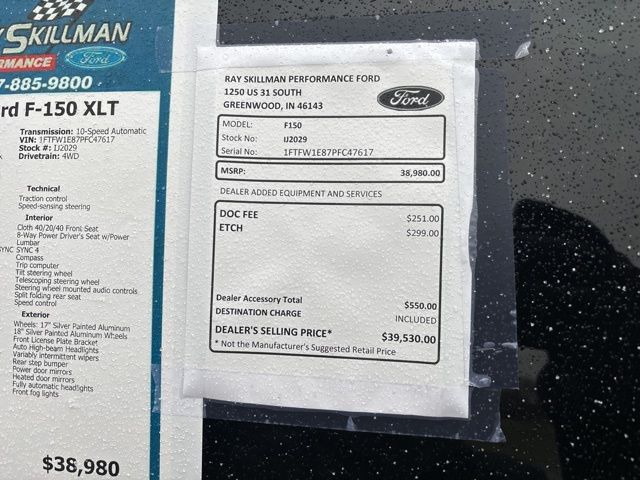 SKILLMAN
RMANCE Ford
7-885-9800
rd F-150 XLT
Transmission: 10-Speed Automatic
VIN: 1FTFW1E87PFC47617
Stock #: IJ2029
Drivetrain: 4WD
Technical
Traction control
Speed-sensing steering
Interior
Cloth 40/20/40 Front Seat
8-Way Power Driver's Seat w/Power
Lumbar
SYNC SYNC 4
Compass
Trip computer
Tilt steering wheel
Telescoping steering wheel
Steering wheel mounted audio controls
Split folding rear seat
Speed control
Exterior
Wheels: 17" Silver Painted Aluminum
18" Silver Painted Aluminum Wheels
Front License Plate Bracket
Auto High-beam Headlights
Variably intermittent wipers
Rear step bumper
Power door mirrors
Heated door mirrors
Fully automatic headlights
Front fog lights
$38,980
RAY SKILLMAN PERFORMANCE FORD
1250 US 31 SOUTH
GREENWOOD, IN 46143
Ford
MODEL: F150
Stock No: IJ2029
Serial No: 1FTFW1E87PFC47617
MSRP: 38,980.00
DEALER ADDED EQUIPMENT AND SERVICES
DOC FEE $251.00
ETCH $299.00
Dealer Accessory Total $550.00
DESTINATION CHARGE INCLUDED
DEALER'S SELLING PRICE* $39,530.00
* Not the Manufacturer's Suggested Retail Price